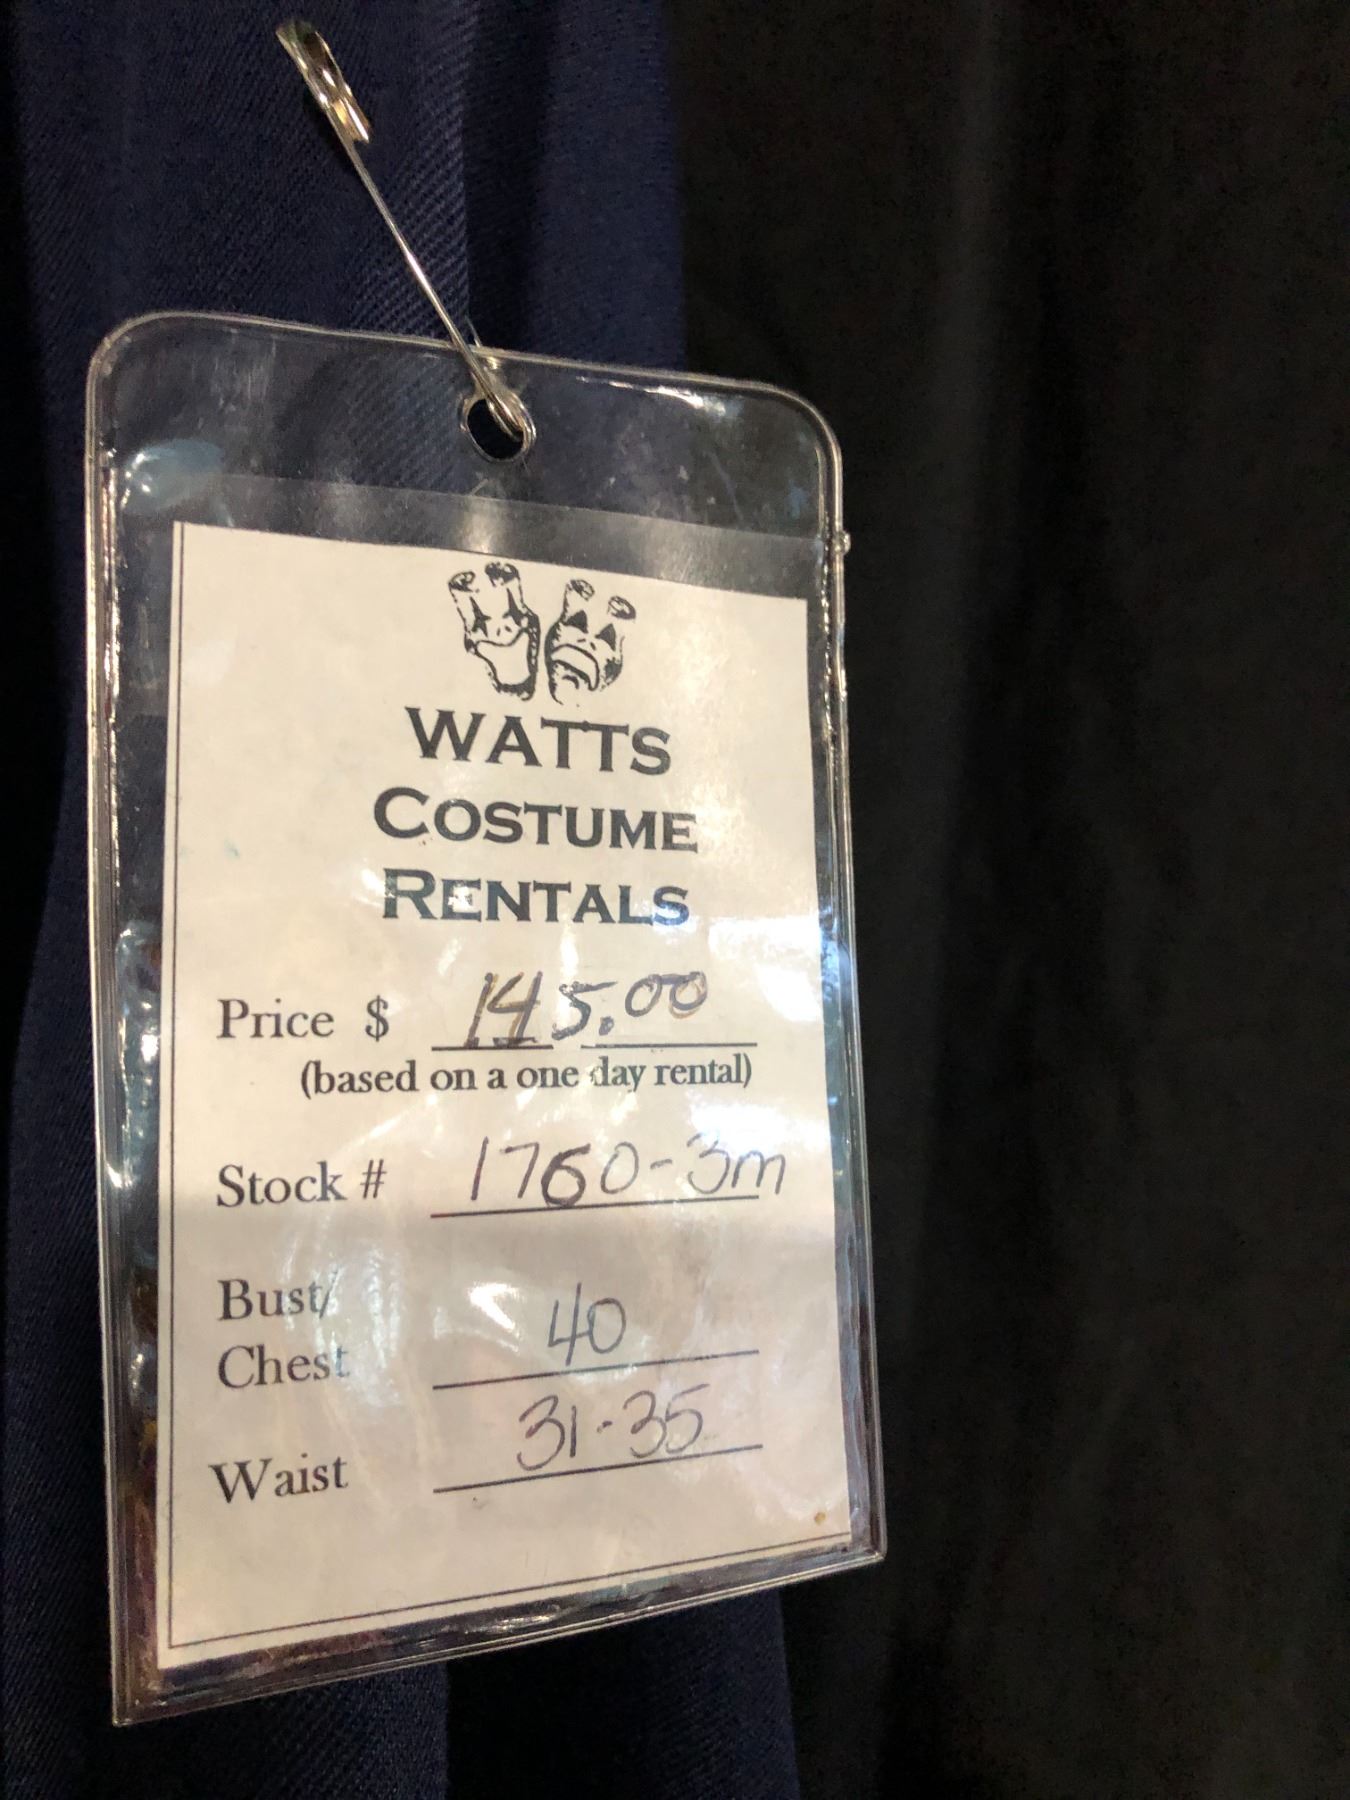 WATTS
COSTUME
RENTALS
Price $ 145.00
(based on a one day rental)
Stock # 1760-3m
Bust/
Chest 40
Waist 31-35